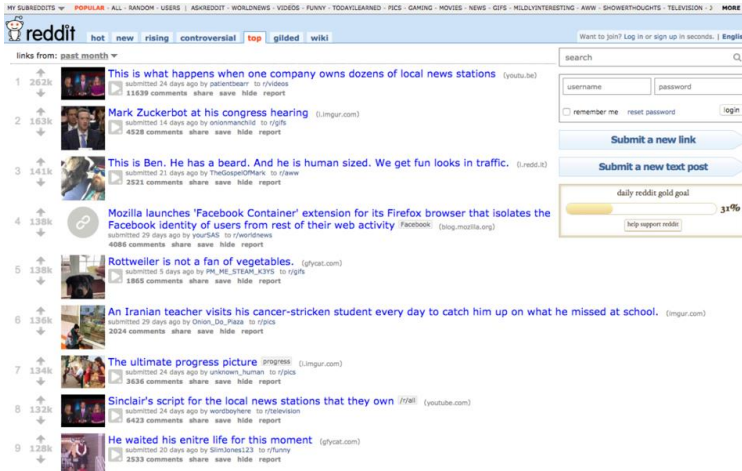 MY SUBREDDITS POPULAR - ALL - RANDOM - USERS | ASKREDDIT - WORLDNEWS - VIDEOS - FUNNY - TODAYILEARNED - PICS - GAMING - MOVIES - NEWS - GIFS - MILDLYINTERESTING - AWW - SHOWERTHOUGHTS - TELEVISION - J MORE
reddit hot new rising controversial top gilded wiki
Want to join? Log in or sign up in seconds. | Englis
links from: past month
search
username password
remember me reset password login
Submit a new link
Submit a new text post
daily reddit gold goal
31%
help support reddit
1 262k This is what happens when one company owns dozens of local news stations (youtu.be)
submitted 24 days ago by patientbearr to r/videos
11639 comments share save hide report
2 163k Mark Zuckerbot at his congress hearing (i.imgur.com)
submitted 14 days ago by onionmanchild to r/gifs
4528 comments share save hide report
3 141k This is Ben. He has a beard. And he is human sized. We get fun looks in traffic. (i.redd.it)
submitted 21 days ago by TheGospelOfMark to r/aww
2521 comments share save hide report
4 138k Mozilla launches 'Facebook Container' extension for its Firefox browser that isolates the
Facebook identity of users from rest of their web activity Facebook (blog.mozilla.org)
submitted 29 days ago by yourSAS to r/worldnews
4086 comments share save hide report
5 138k Rottweiler is not a fan of vegetables. (gfycat.com)
submitted 5 days ago by PM_ME_STEAM_K3YS to r/gifs
1865 comments share save hide report
6 136k An Iranian teacher visits his cancer-stricken student every day to catch him up on what he missed at school. (imgur.com)
submitted 29 days ago by Onion_Do_Plaza to r/pics
2024 comments share save hide report
7 134k The ultimate progress picture progress (i.imgur.com)
submitted 24 days ago by unknown_human to r/pics
3636 comments share save hide report
8 132k Sinclair's script for the local news stations that they own /r/all (youtube.com)
submitted 24 days ago by wordboyhere to r/television
6423 comments share save hide report
9 128k He waited his enitre life for this moment (gfycat.com)
submitted 20 days ago by SlimJones123 to r/funny
2533 comments share save hide report